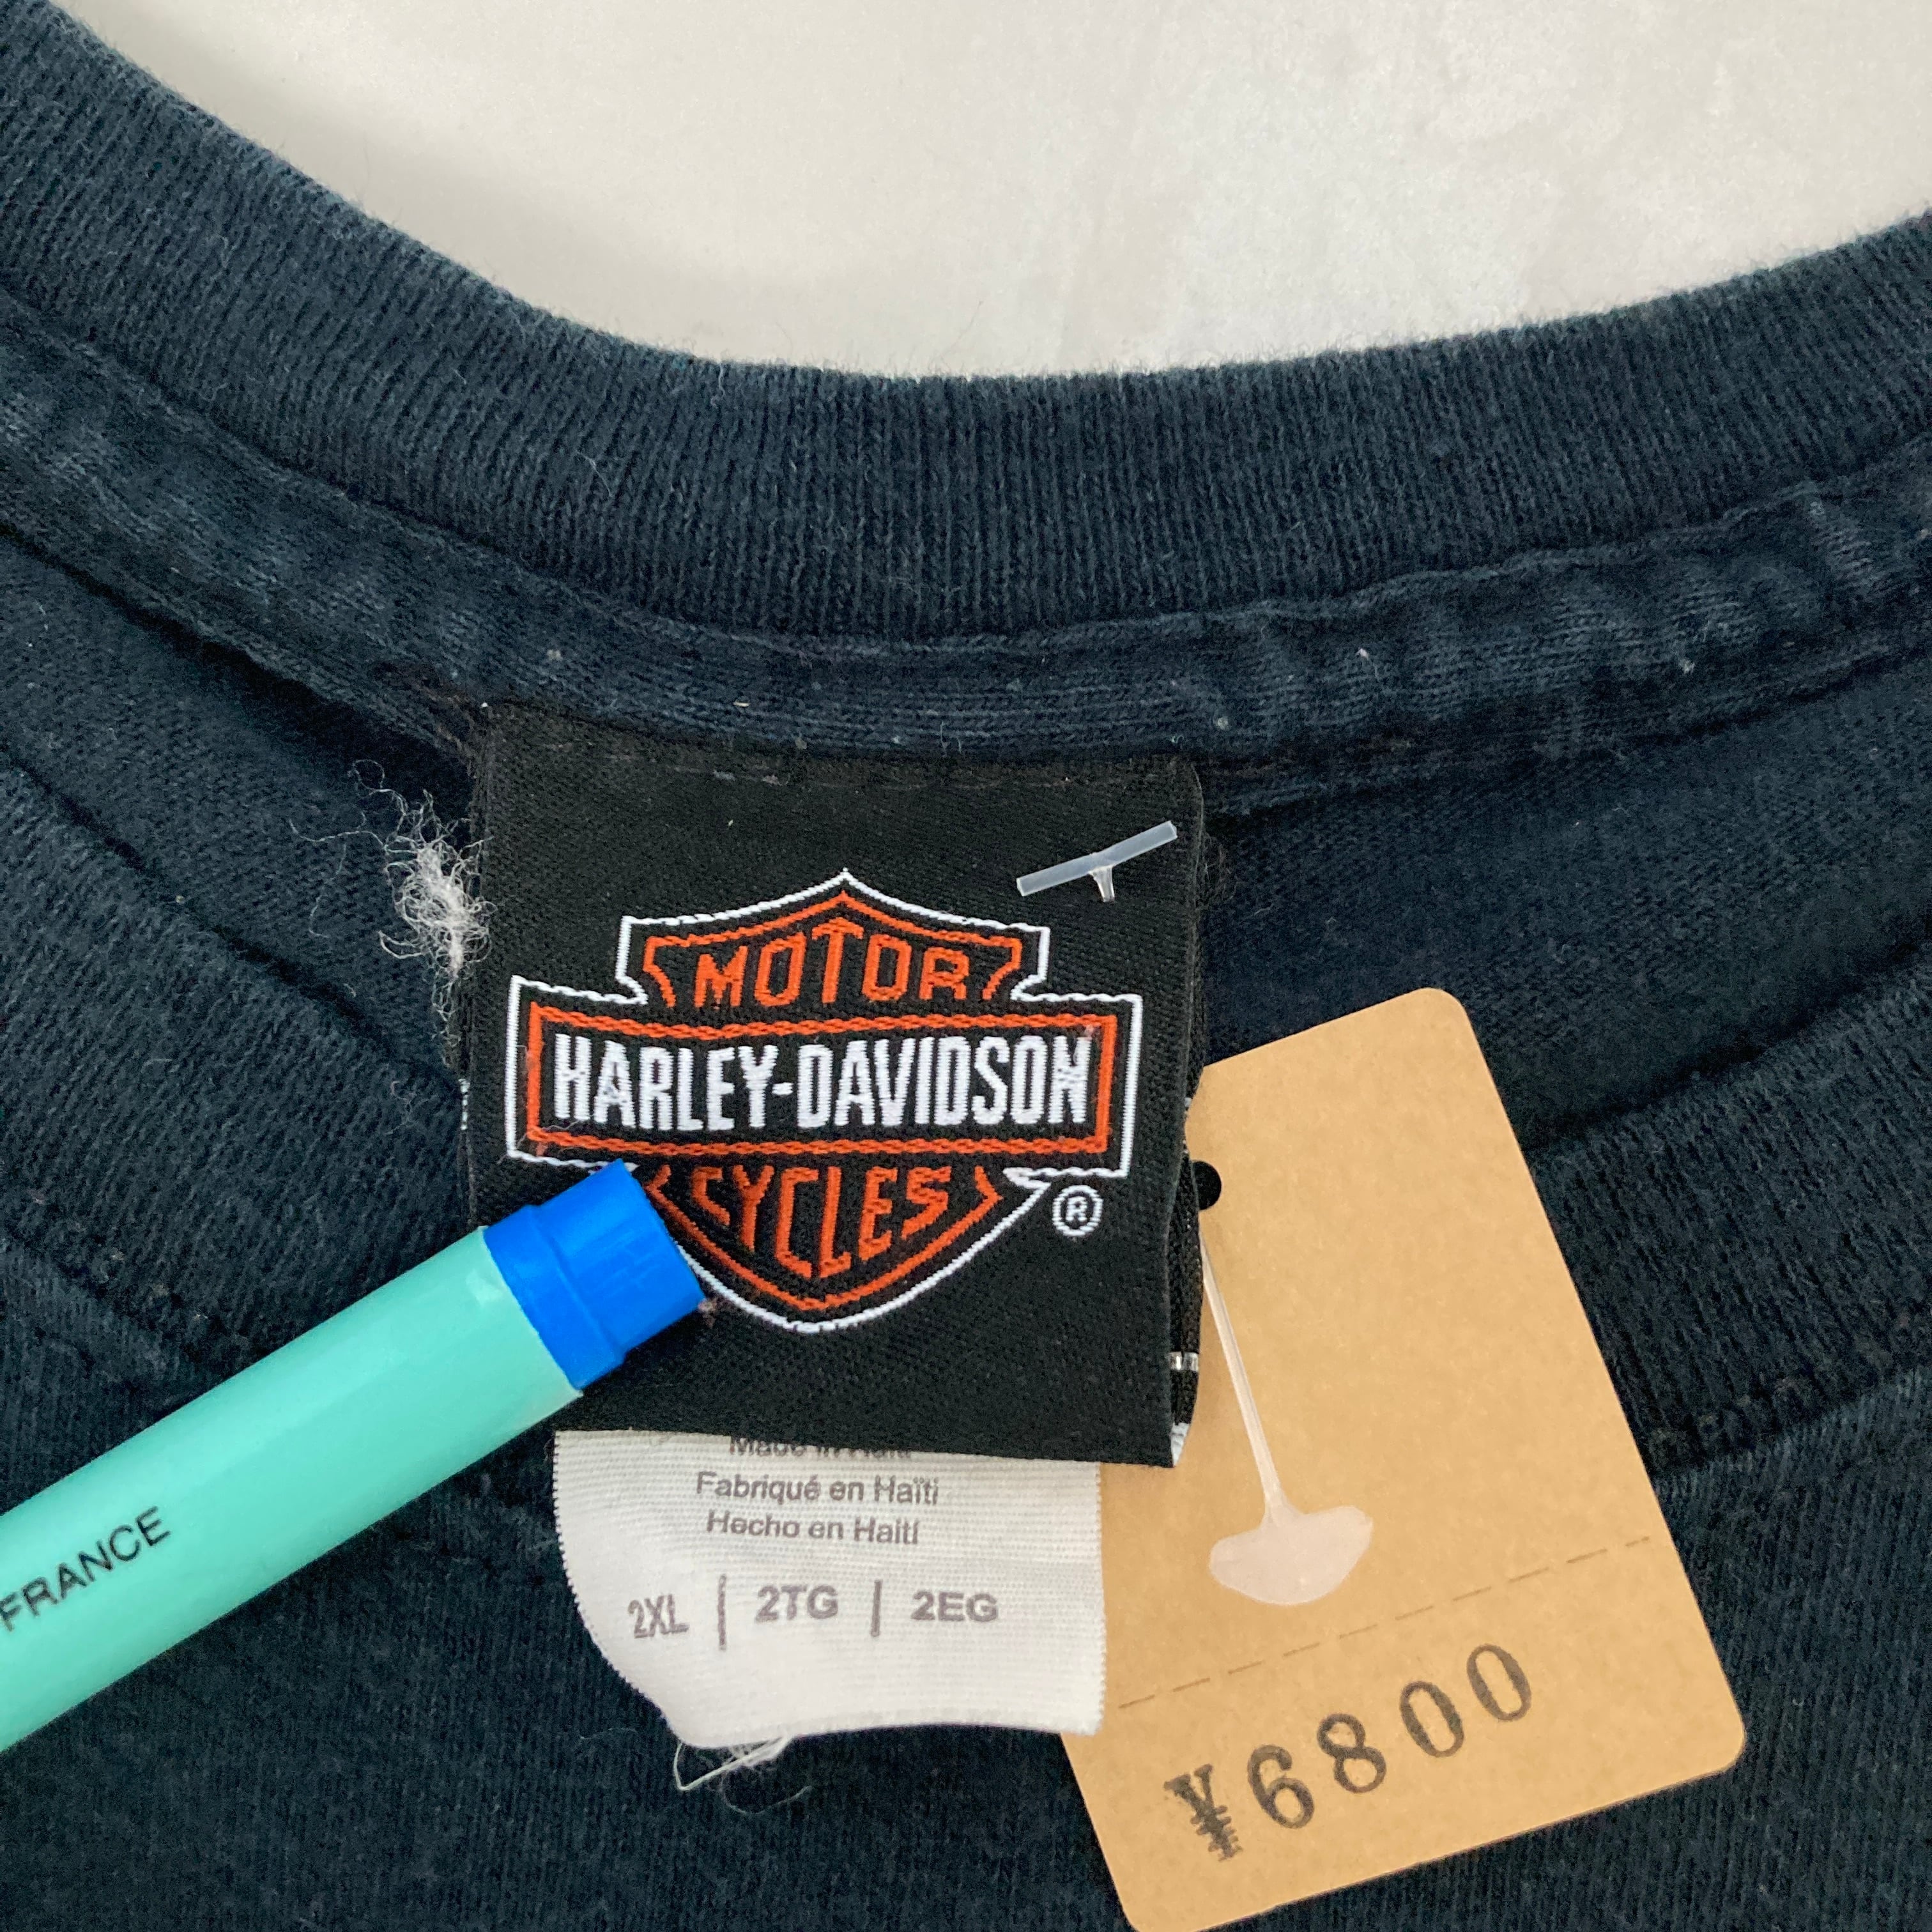 MOTOR
HARLEY-DAVIDSON
CYCLES
®
FRANCE
Made in Haiti
Fabriqué en Haïti
Hecho en Haití
2XL | 2TG | 2EG
¥6800